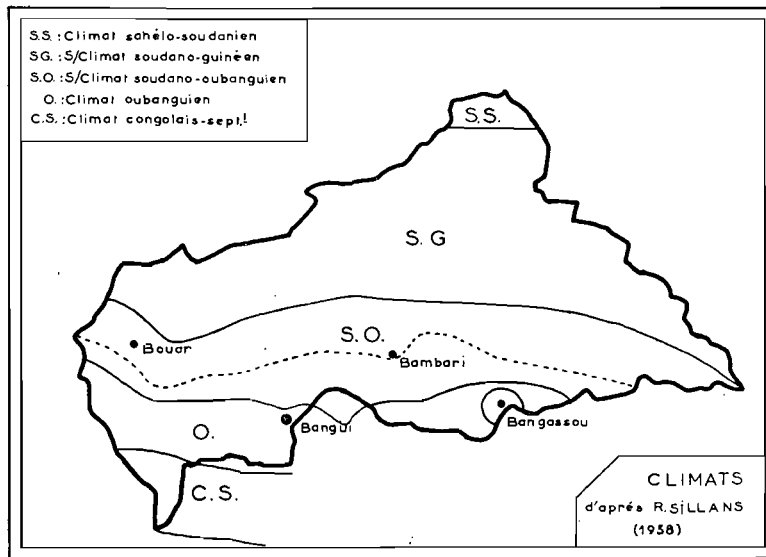 S.S. : Climat sahélo-soudanien
S.G : S/Climat soudano-guinéen
S.O. : S/Climat soudano-oubanguien
O. : Climat oubanguien
C.S. : Climat congolais-sept.!
S.S.
S.G
S.O.
Bouar
Bambari
O.
Bangui
Bangassou
C.S.
CLIMATS
d'aprés R.SiLLANS
(1958)